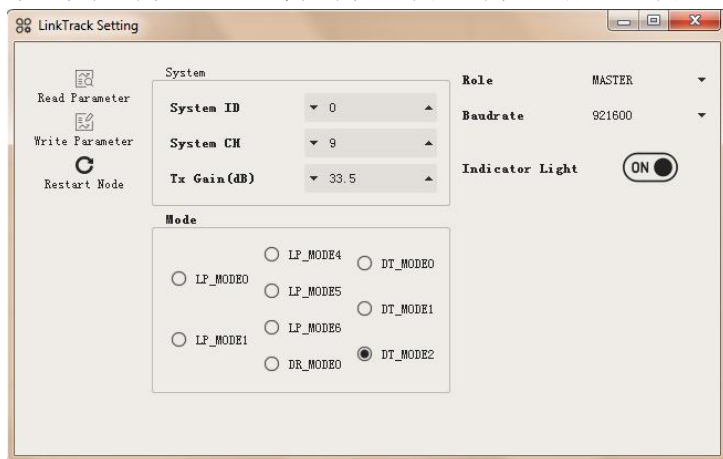 LinkTrack Setting
Read Parameter
Write Parameter
Restart Node
System
System ID 0
System CH 9
Tx Gain(dB) 33.5
Role MASTER
Baudrate 921600
Indicator Light ON
Mode
LP_MODE0
LP_MODE1
LP_MODE4
LP_MODE5
LP_MODE6
DR_MODE0
DT_MODE0
DT_MODE1
DT_MODE2